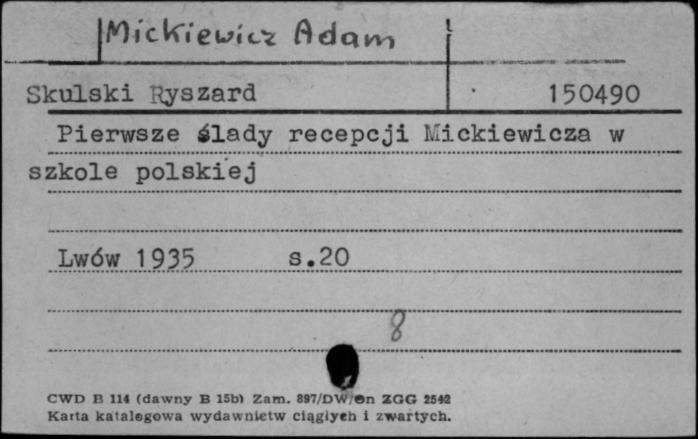 Mickiewicz Adam
Skulski Ryszard 150490
Pierwsze ślady recepcji Mickiewicza w
szkole polskiej
Lwów 1935 s.20
8
CWD B 114 (dawny B 15b) Zam. 897/DW/Gn ZGG 2542
Karta katalogowa wydawnictw ciągłych i zwartych.